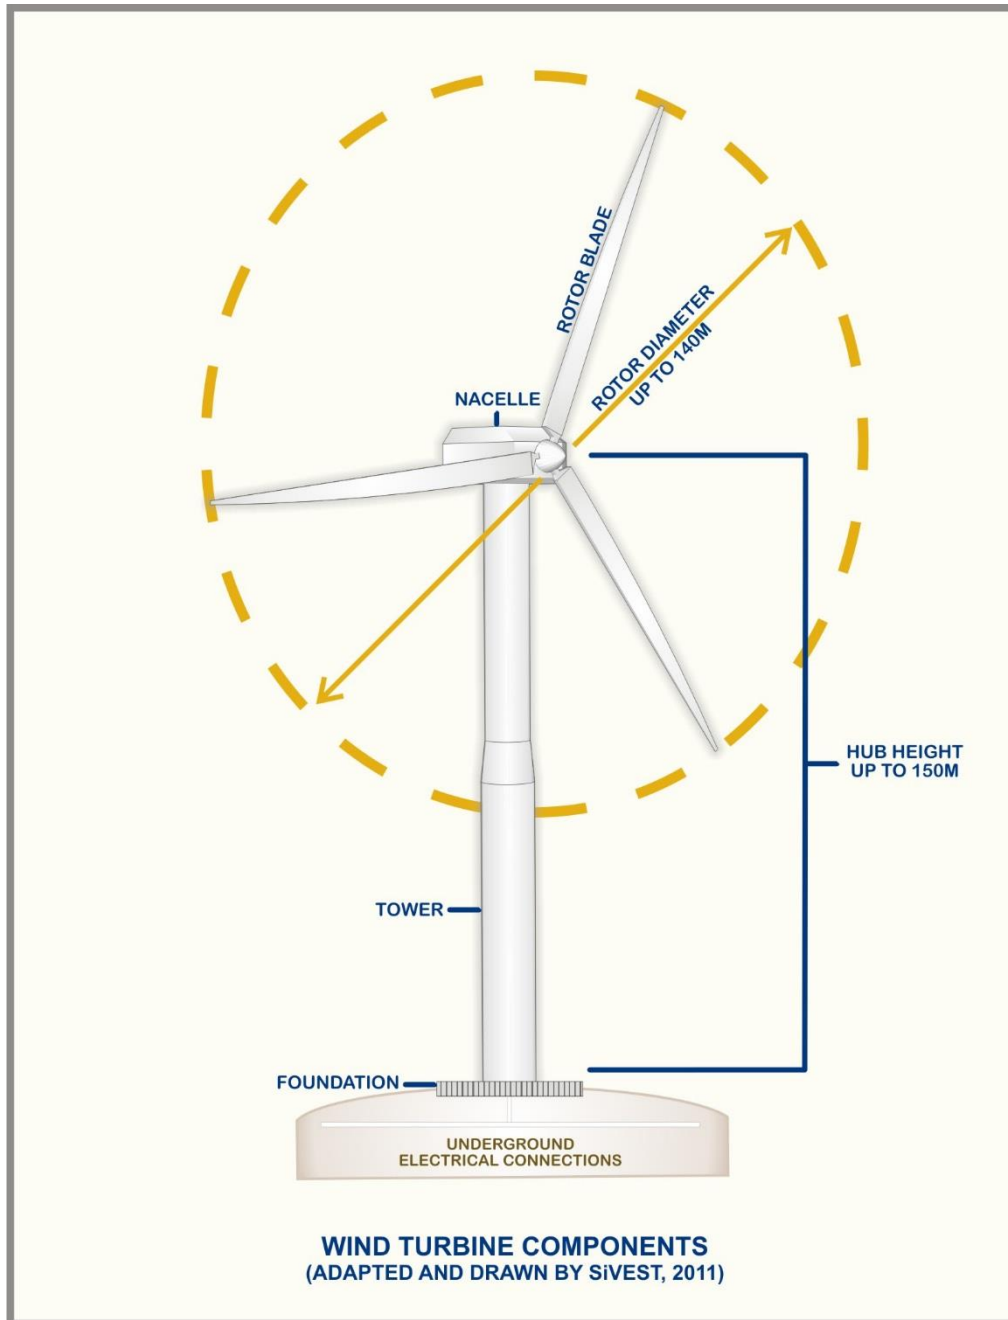 ROTOR BLADE
ROTOR DIAMETER
UP TO 140M
NACELLE
HUB HEIGHT
UP TO 150M
TOWER
FOUNDATION
UNDERGROUND
ELECTRICAL CONNECTIONS
WIND TURBINE COMPONENTS
(ADAPTED AND DRAWN BY SiVEST, 2011)